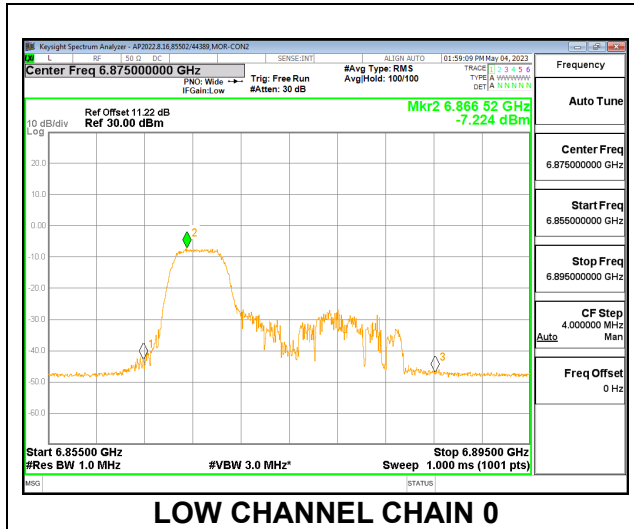 Keysight Spectrum Analyzer - AP2022.8.16,85502/44389,MOR-CON2
L RF 50 Ω DC SENSE:INT ALIGN AUTO 01:59:09 PM May 04, 2023
Center Freq 6.875000000 GHz
PNO: Wide
IFGain:Low
Trig: Free Run
#Atten: 30 dB
#Avg Type: RMS
Avg|Hold: 100/100
TRACE 1 2 3 4 5 6
TYPE A WWWWW
DET A N N N N N
Frequency
Ref Offset 11.22 dB
Ref 30.00 dBm
10 dB/div
Log
Mkr2 6.866 52 GHz
-7.224 dBm
20.0
10.0
0.00
-10.0
-20.0
-30.0
-40.0
-50.0
-60.0
1
2
3
Start 6.85500 GHz
Stop 6.89500 GHz
#Res BW 1.0 MHz
#VBW 3.0 MHz*
Sweep 1.000 ms (1001 pts)
MSG
STATUS
Auto Tune
Center Freq
6.875000000 GHz
Start Freq
6.855000000 GHz
Stop Freq
6.895000000 GHz
CF Step
4.000000 MHz
Auto Man
Freq Offset
0 Hz
LOW CHANNEL CHAIN 0